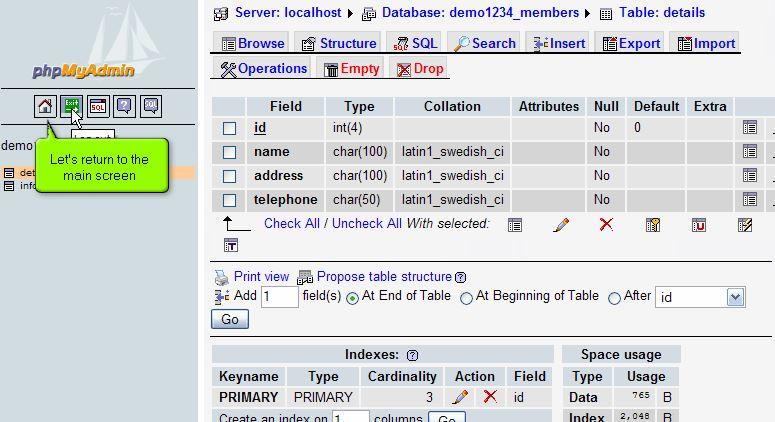 phpMyAdmin
Exit
SQL
?
SQL
demo
Let's return to the
main screen
det
info
Server: localhost Database: demo1234_members Table: details
Browse Structure SQL Search Insert Export Import
Operations Empty Drop
Field Type Collation Attributes Null Default Extra
id int(4) No 0
name char(100) latin1_swedish_ci No
address char(100) latin1_swedish_ci No
telephone char(50) latin1_swedish_ci No
Check All / Uncheck All With selected:
Print view Propose table structure ?
Add 1 field(s) At End of Table At Beginning of Table After id
Go
Indexes: ?
Keyname Type Cardinality Action Field
PRIMARY PRIMARY 3 id
Create an index on 1 columns Go
Space usage
Type Usage
Data 765 B
Index 2,048 B